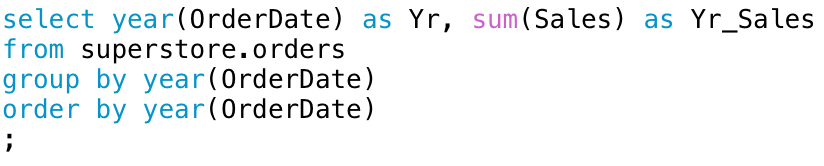 select year(OrderDate) as Yr, sum(Sales) as Yr_Sales
from superstore.orders
group by year(OrderDate)
order by year(OrderDate)
;